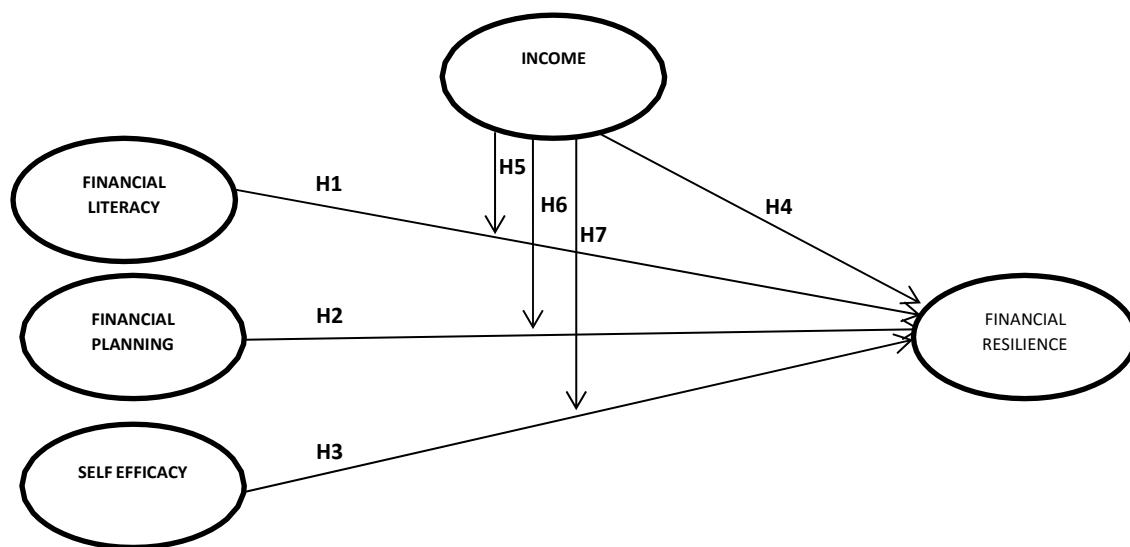 INCOME
FINANCIAL
LITERACY
H1
H5
H6
H7
H4
FINANCIAL
PLANNING
H2
FINANCIAL
RESILIENCE
SELF EFFICACY
H3